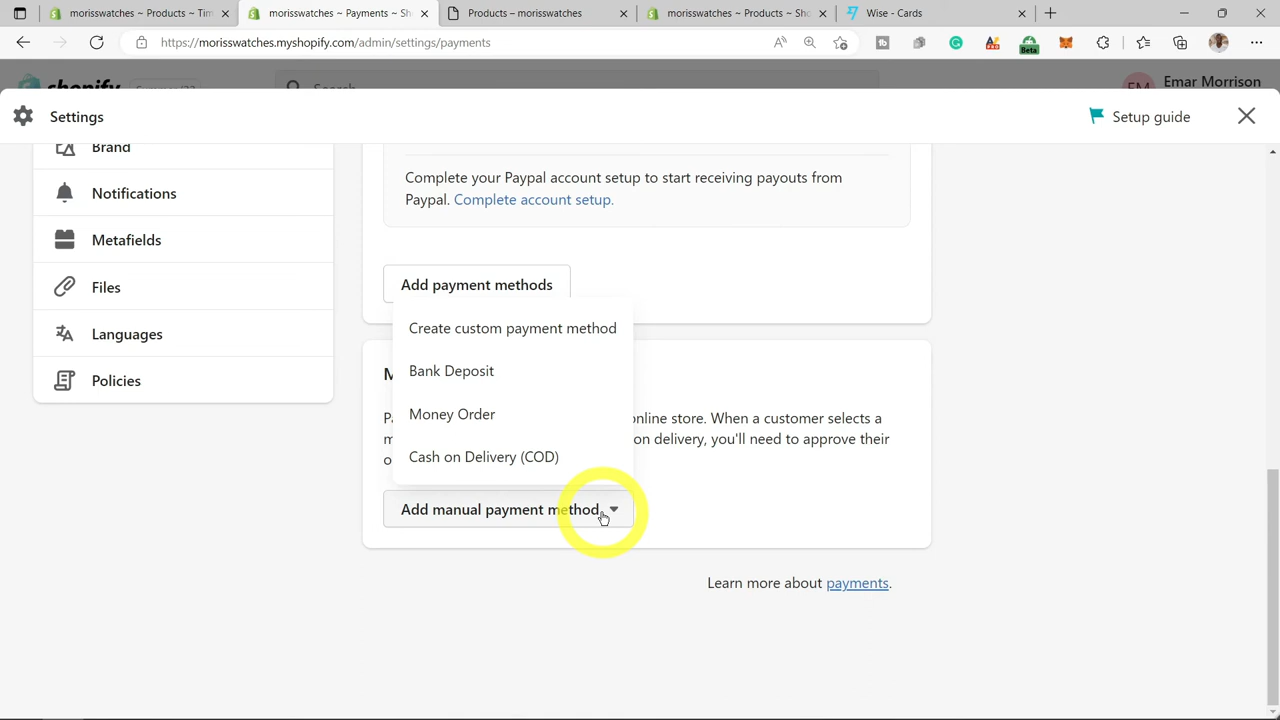 morisswatches ~ Products ~ Tim
morisswatches ~ Payments ~ Sh
Products – morisswatches
morisswatches ~ Products ~ Sh
Wise - Cards
https://morisswatches.myshopify.com/admin/settings/payments
Beta
shopify
Search
EM
Emar Morrison
Settings
Setup guide
Brand
Notifications
Metafields
Files
Languages
Policies
Complete your Paypal account setup to start receiving payouts from
Paypal. Complete account setup.
Add payment methods
Create custom payment method
Bank Deposit
Money Order
Cash on Delivery (COD)
online store. When a customer selects a
on delivery, you'll need to approve their
Add manual payment method
Learn more about payments.